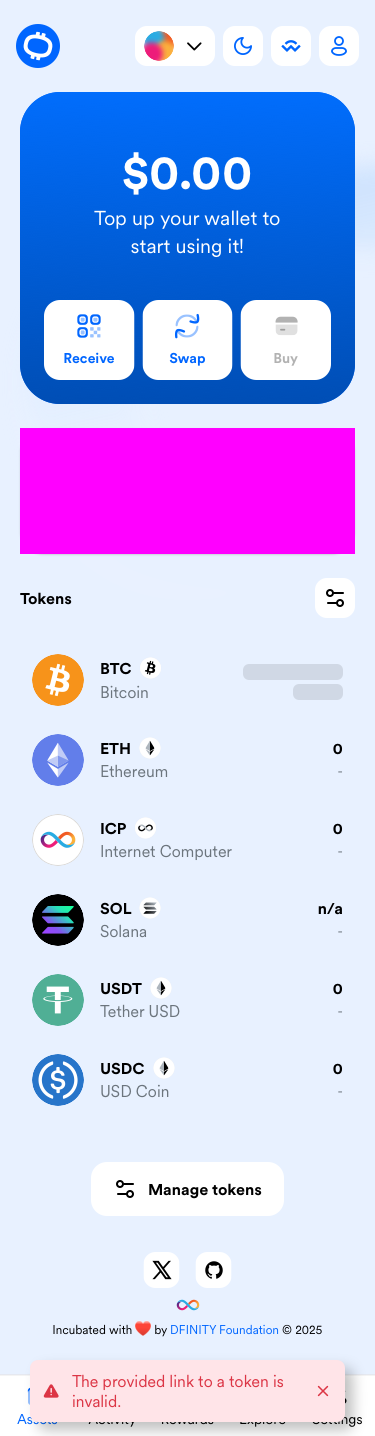 $0.00
Top up your wallet to
start using it!
Receive
Swap
Buy
Tokens
BTC
Bitcoin
ETH
0
Ethereum
-
ICP
0
Internet Computer
-
SOL
n/a
Solana
-
USDT
0
Tether USD
-
USDC
0
USD Coin
-
Manage tokens
Incubated with ❤️ by DFINITY Foundation © 2025
The provided link to a token is
invalid.
Assets
Activity
Rewards
Explore
Settings